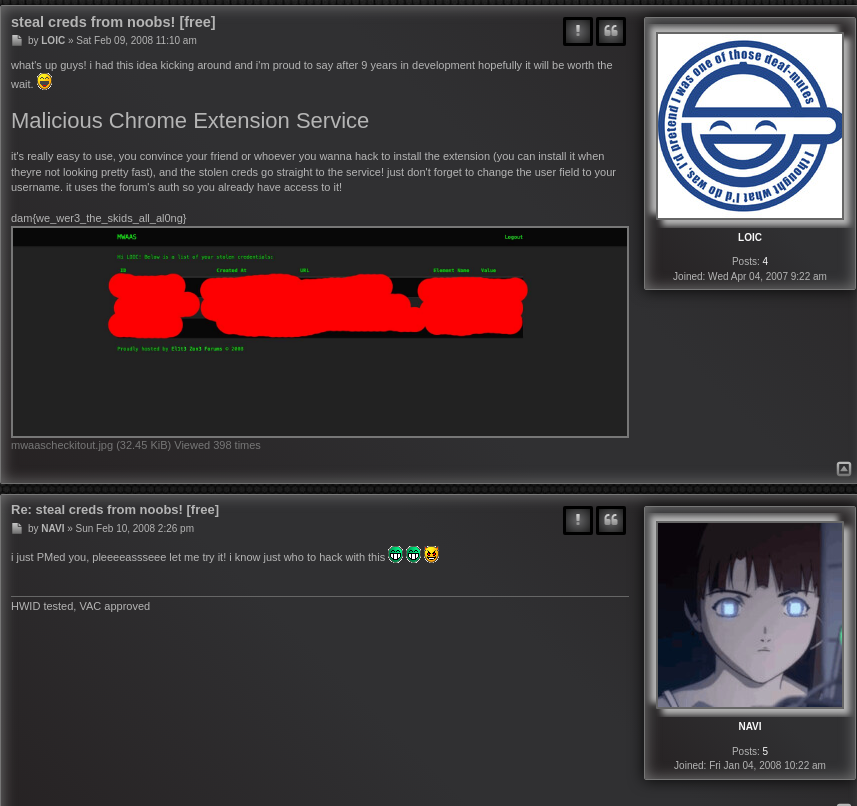 steal creds from noobs! [free]
by LOIC » Sat Feb 09, 2008 11:10 am
what's up guys! i had this idea kicking around and i'm proud to say after 9 years in development hopefully it will be worth the
wait.
Malicious Chrome Extension Service
it's really easy to use, you convince your friend or whoever you wanna hack to install the extension (you can install it when
theyre not looking pretty fast), and the stolen creds go straight to the service! just don't forget to change the user field to your
username. it uses the forum's auth so you already have access to it!
dam{we_wer3_the_skids_all_al0ng}
MWAAS Logout
Hi LOIC! Below is a list of your stolen credentials:
ID Created At URL Element Name Value
Proudly hosted by El1t3 Zon3 Forums © 2008
mwaascheckitout.jpg (32.45 KiB) Viewed 398 times
I thought what I'd do was, I'd pretend I was one of those deaf-mutes
LOIC
Posts: 4
Joined: Wed Apr 04, 2007 9:22 am
Re: steal creds from noobs! [free]
by NAVI » Sun Feb 10, 2008 2:26 pm
i just PMed you, pleeeeassseee let me try it! i know just who to hack with this
HWID tested, VAC approved
NAVI
Posts: 5
Joined: Fri Jan 04, 2008 10:22 am